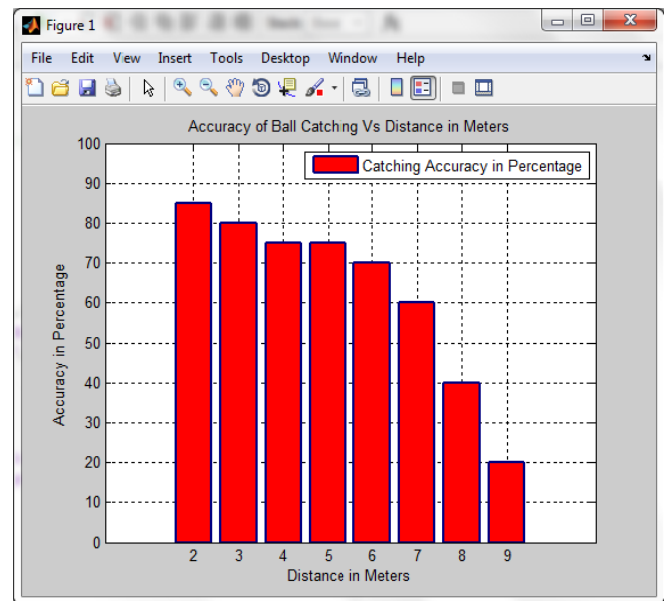 Figure 1
File Edit View Insert Tools Desktop Window Help
Accuracy of Ball Catching Vs Distance in Meters
Catching Accuracy in Percentage
100
90
80
70
60
50
40
30
20
10
0
Accuracy in Percentage
2 3 4 5 6 7 8 9
Distance in Meters